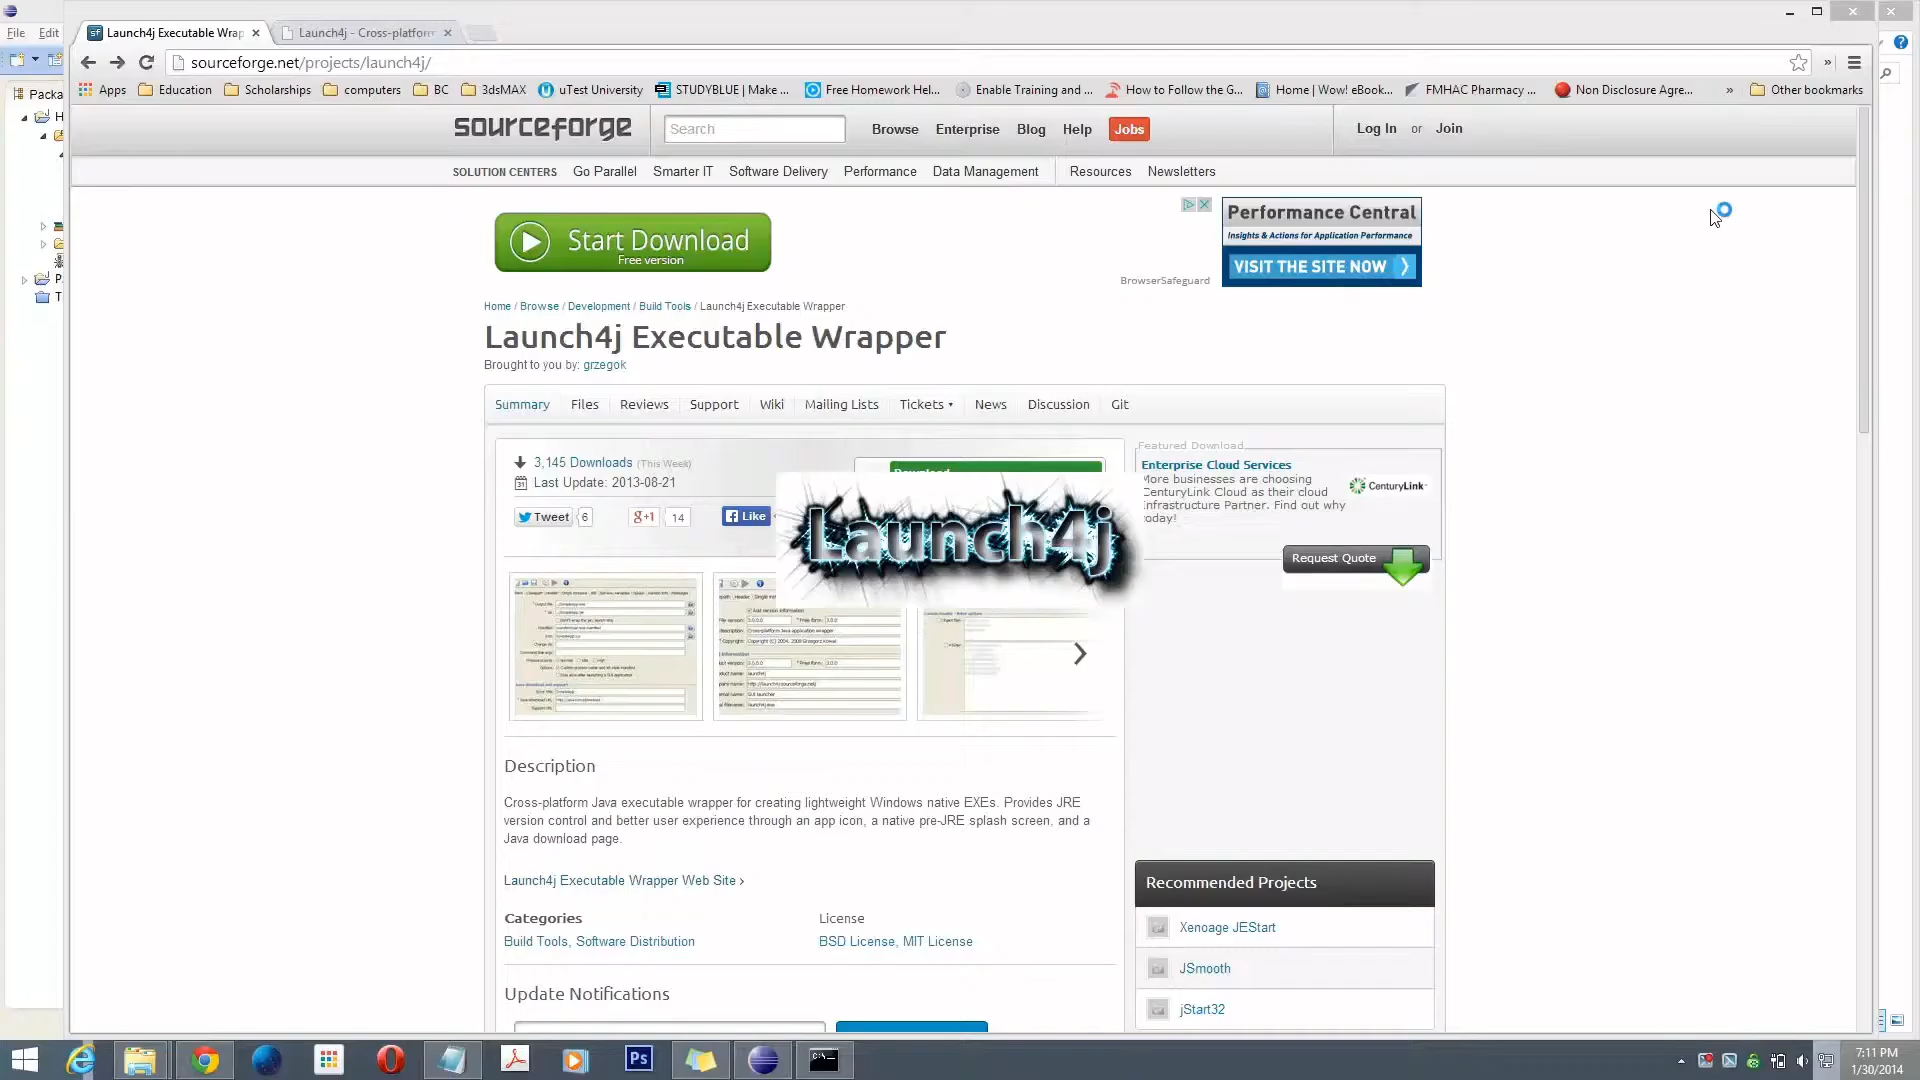 File Edit
Launch4j Executable Wrap
Launch4j - Cross-platform
sourceforge.net/projects/launch4j/
Apps Education Scholarships computers BC 3dsMAX uTest University STUDYBLUE | Make ... Free Homework Hel... Enable Training and ... How to Follow the G... Home | Wow! eBook... FMHAC Pharmacy ... Non Disclosure Agre... » Other bookmarks
Packa
sourceforge Search Browse Enterprise Blog Help Jobs Log In or Join
SOLUTION CENTERS Go Parallel Smarter IT Software Delivery Performance Data Management Resources Newsletters
Start Download
Free version
Performance Central
Insights & Actions for Application Performance
VISIT THE SITE NOW
BrowserSafeguard
Home / Browse / Development / Build Tools / Launch4j Executable Wrapper
Launch4j Executable Wrapper
Brought to you by: grzegok
Summary Files Reviews Support Wiki Mailing Lists Tickets News Discussion Git
3,145 Downloads (This Week)
Last Update: 2013-08-21
Tweet 6 g+1 14 Like
Launch4j
Featured Download
Enterprise Cloud Services
More businesses are choosing
CenturyLink Cloud as their cloud
Infrastructure Partner. Find out why
today!
CenturyLink
Request Quote
Description
Cross-platform Java executable wrapper for creating lightweight Windows native EXEs. Provides JRE
version control and better user experience through an app icon, a native pre-JRE splash screen, and a
Java download page.
Launch4j Executable Wrapper Web Site ›
Categories
Build Tools, Software Distribution
License
BSD License, MIT License
Update Notifications
Recommended Projects
Xenoage JEStart
JSmooth
jStart32
Ps
C:\
7:11 PM
1/30/2014